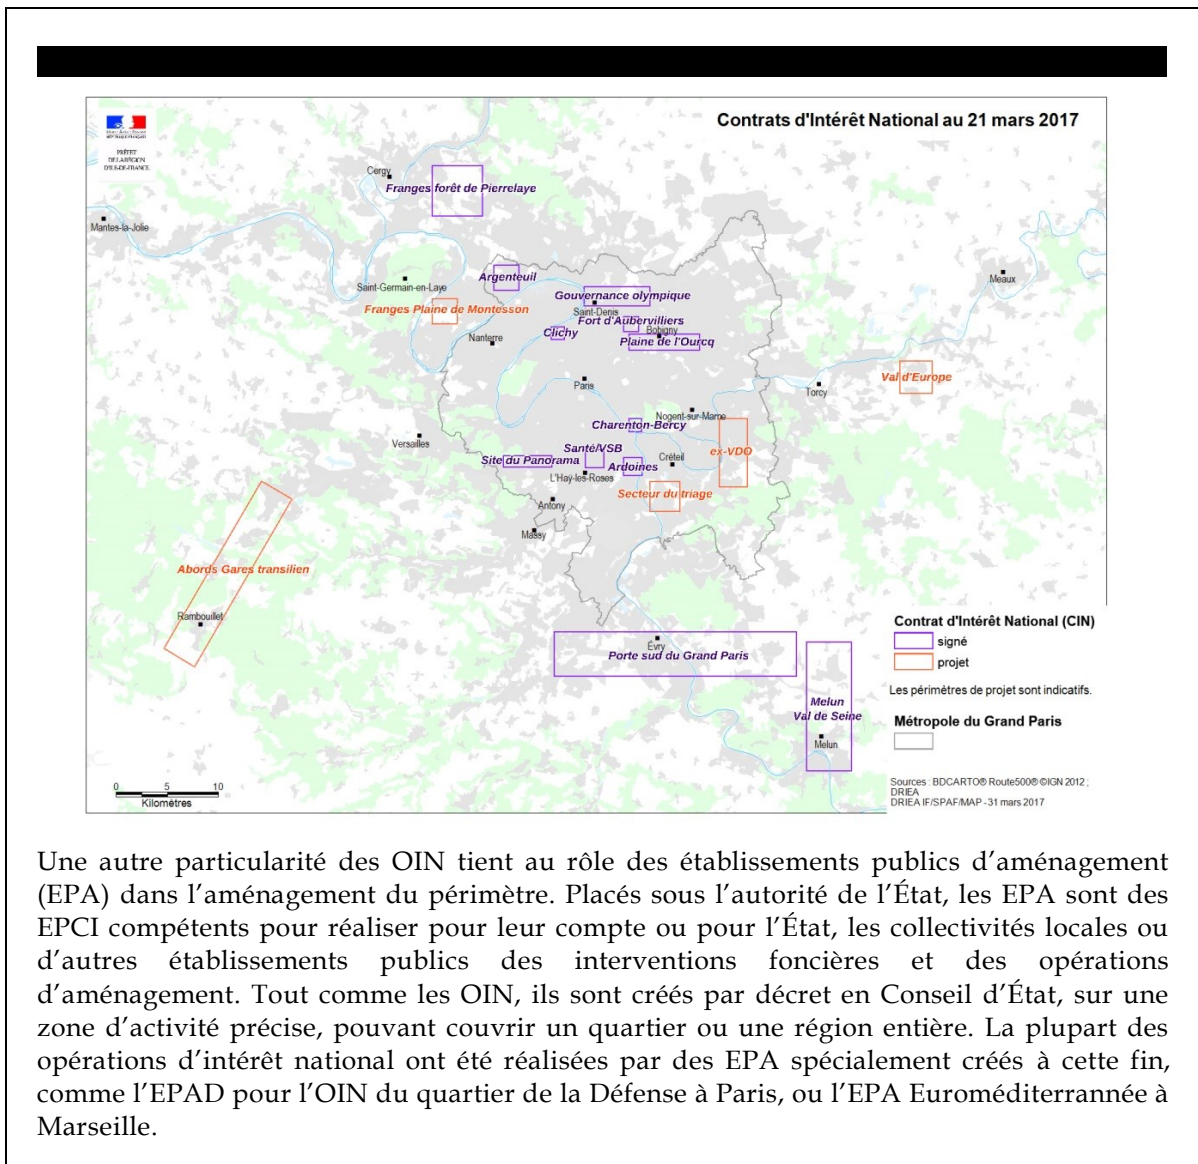 Contrats d'Intérêt National au 21 mars 2017
PRÉFET
DE LA RÉGION
D'ILE-DE-FRANCE
Cergy
Franges forêt de Pierrelaye
Mantes-la-Jolie
Argenteuil
Saint-Germain-en-Laye
Meaux
Gouvernance olympique
Saint-Denis
Franges Plaine de Montesson
Fort d'Aubervilliers
Clichy
Bobigny
Nanterre
Plaine de l'Ourcq
Paris
Val d'Europe
Torcy
Nogent-sur-Marne
Charenton-Bercy
Versailles
Santé/VSB
ex-VDO
Site du Panorama
Créteil
Ardoines
L'Haÿ-les-Roses
Secteur du triage
Antony
Massy
Abords Gares transilien
Rambouillet
Évry
Porte sud du Grand Paris
Melun
Val de Seine
Melun
Contrat d'Intérêt National (CIN)
signé
projet
Les périmètres de projet sont indicatifs.
Métropole du Grand Paris
Sources : BDCARTO® Route500® ©IGN 2012 ;
DRIEA
DRIEA IF/SPAF/MAP - 31 mars 2017
0 5 10
Kilomètres
Une autre particularité des OIN tient au rôle des établissements publics d'aménagement
(EPA) dans l'aménagement du périmètre. Placés sous l'autorité de l'État, les EPA sont des
EPCI compétents pour réaliser pour leur compte ou pour l'État, les collectivités locales ou
d'autres établissements publics des interventions foncières et des opérations
d'aménagement. Tout comme les OIN, ils sont créés par décret en Conseil d'État, sur une
zone d'activité précise, pouvant couvrir un quartier ou une région entière. La plupart des
opérations d'intérêt national ont été réalisées par des EPA spécialement créés à cette fin,
comme l'EPAD pour l'OIN du quartier de la Défense à Paris, ou l'EPA Euroméditerrannée à
Marseille.